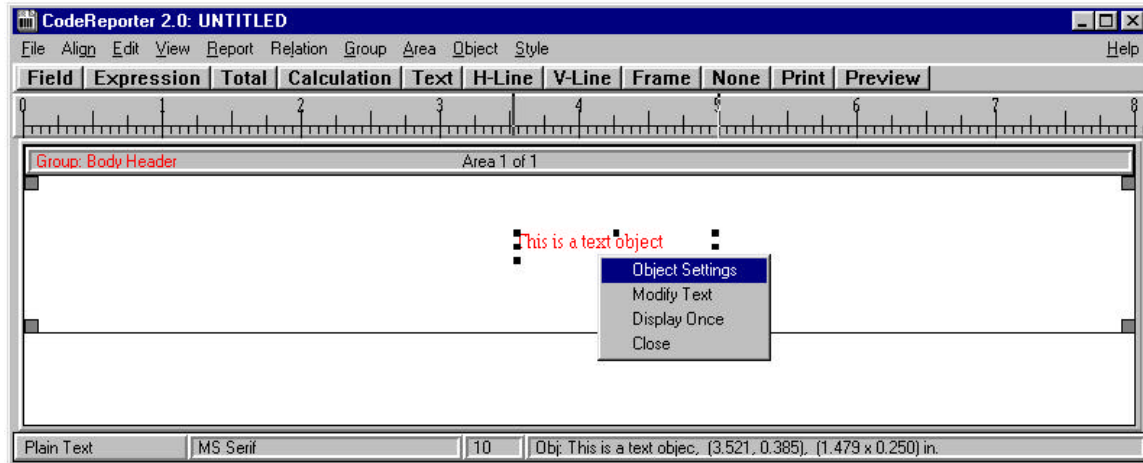 CodeReporter 2.0: UNTITLED
File Align Edit View Report Relation Group Area Object Style Help
Field Expression Total Calculation Text H-Line V-Line Frame None Print Preview
0 1 2 3 4 5 6 7 8
Group: Body Header Area 1 of 1
This is a text object
Object Settings
Modify Text
Display Once
Close
Plain Text MS Serif 10 Obj: This is a text objec, (3.521, 0.385), (1.479 x 0.250) in.